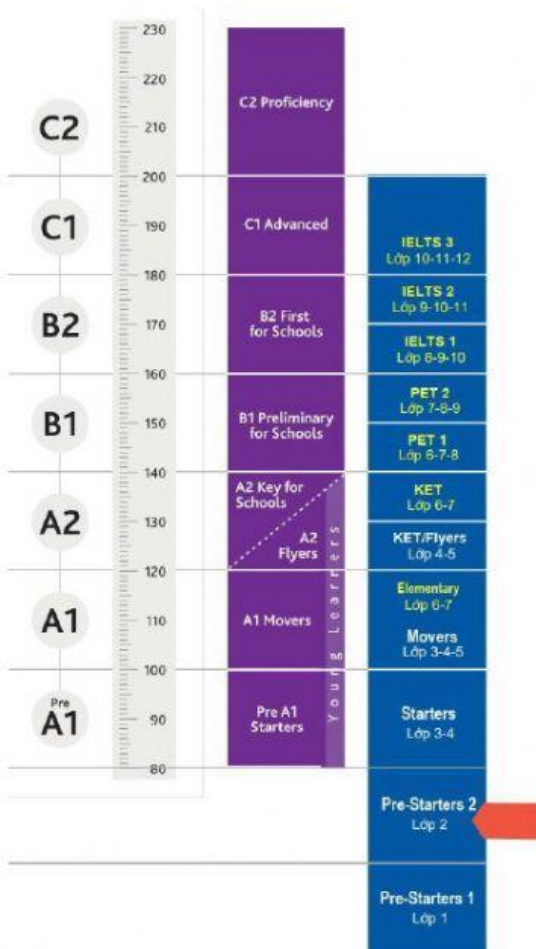 C2
C1
B2
B1
A2
A1
Pre
A1
230
220
210
200
190
180
170
160
150
140
130
120
110
100
90
80
C2 Proficiency
C1 Advanced
B2 First
for Schools
B1 Preliminary
for Schools
A2 Key for
Schools
A2
Flyers
A1 Movers
Pre A1
Starters
Young Learners
IELTS 3
Lớp 10-11-12
IELTS 2
Lớp 9-10-11
IELTS 1
Lớp 8-9-10
PET 2
Lớp 7-8-9
PET 1
Lớp 6-7-8
KET
Lớp 6-7
KET/Flyers
Lớp 4-5
Elementary
Lớp 6-7
Movers
Lớp 3-4-5
Starters
Lớp 3-4
Pre-Starters 2
Lớp 2
Pre-Starters 1
Lớp 1